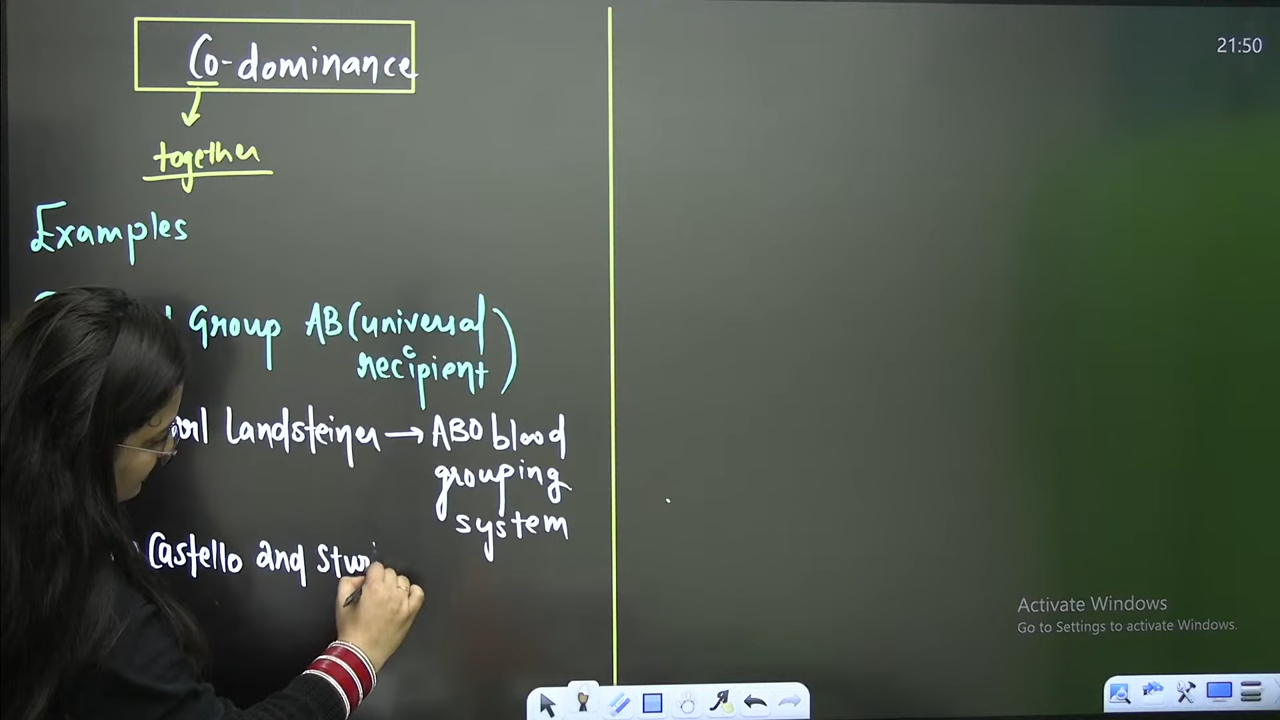 21:50
Co-dominance
together
Examples
Group AB (universal
recipient)
Landsteiner → ABO blood
grouping
system
Castello and
Activate Windows
Go to Settings to activate Windows.